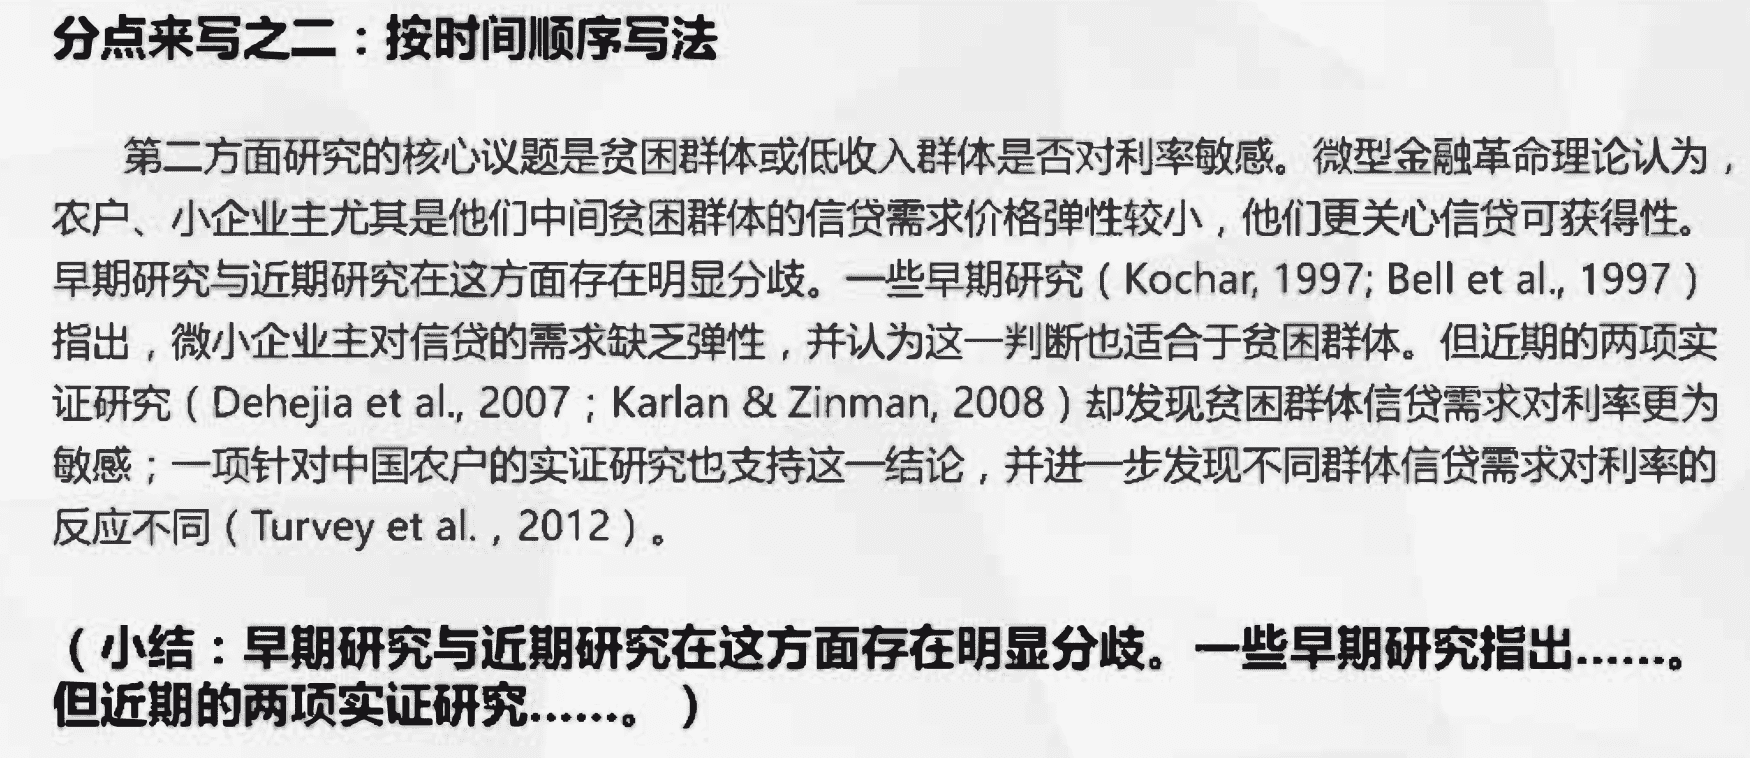 分点来写之二：按时间顺序写法
第二方面研究的核心议题是贫困群体或低收入群体是否对利率敏感。微型金融革命理论认为，
农户、小企业主尤其是他们中间贫困群体的信贷需求价格弹性较小，他们更关心信贷可获得性。
早期研究与近期研究在这方面存在明显分歧。一些早期研究（Kochar, 1997; Bell et al., 1997）
指出，微小企业主对信贷的需求缺乏弹性，并认为这一判断也适合于贫困群体。但近期的两项实
证研究（Dehejia et al., 2007；Karlan & Zinman, 2008）却发现贫困群体信贷需求对利率更为
敏感；一项针对中国农户的实证研究也支持这一结论，并进一步发现不同群体信贷需求对利率的
反应不同（Turvey et al.，2012）。
（小结：早期研究与近期研究在这方面存在明显分歧。一些早期研究指出......。
但近期的两项实证研究......。）